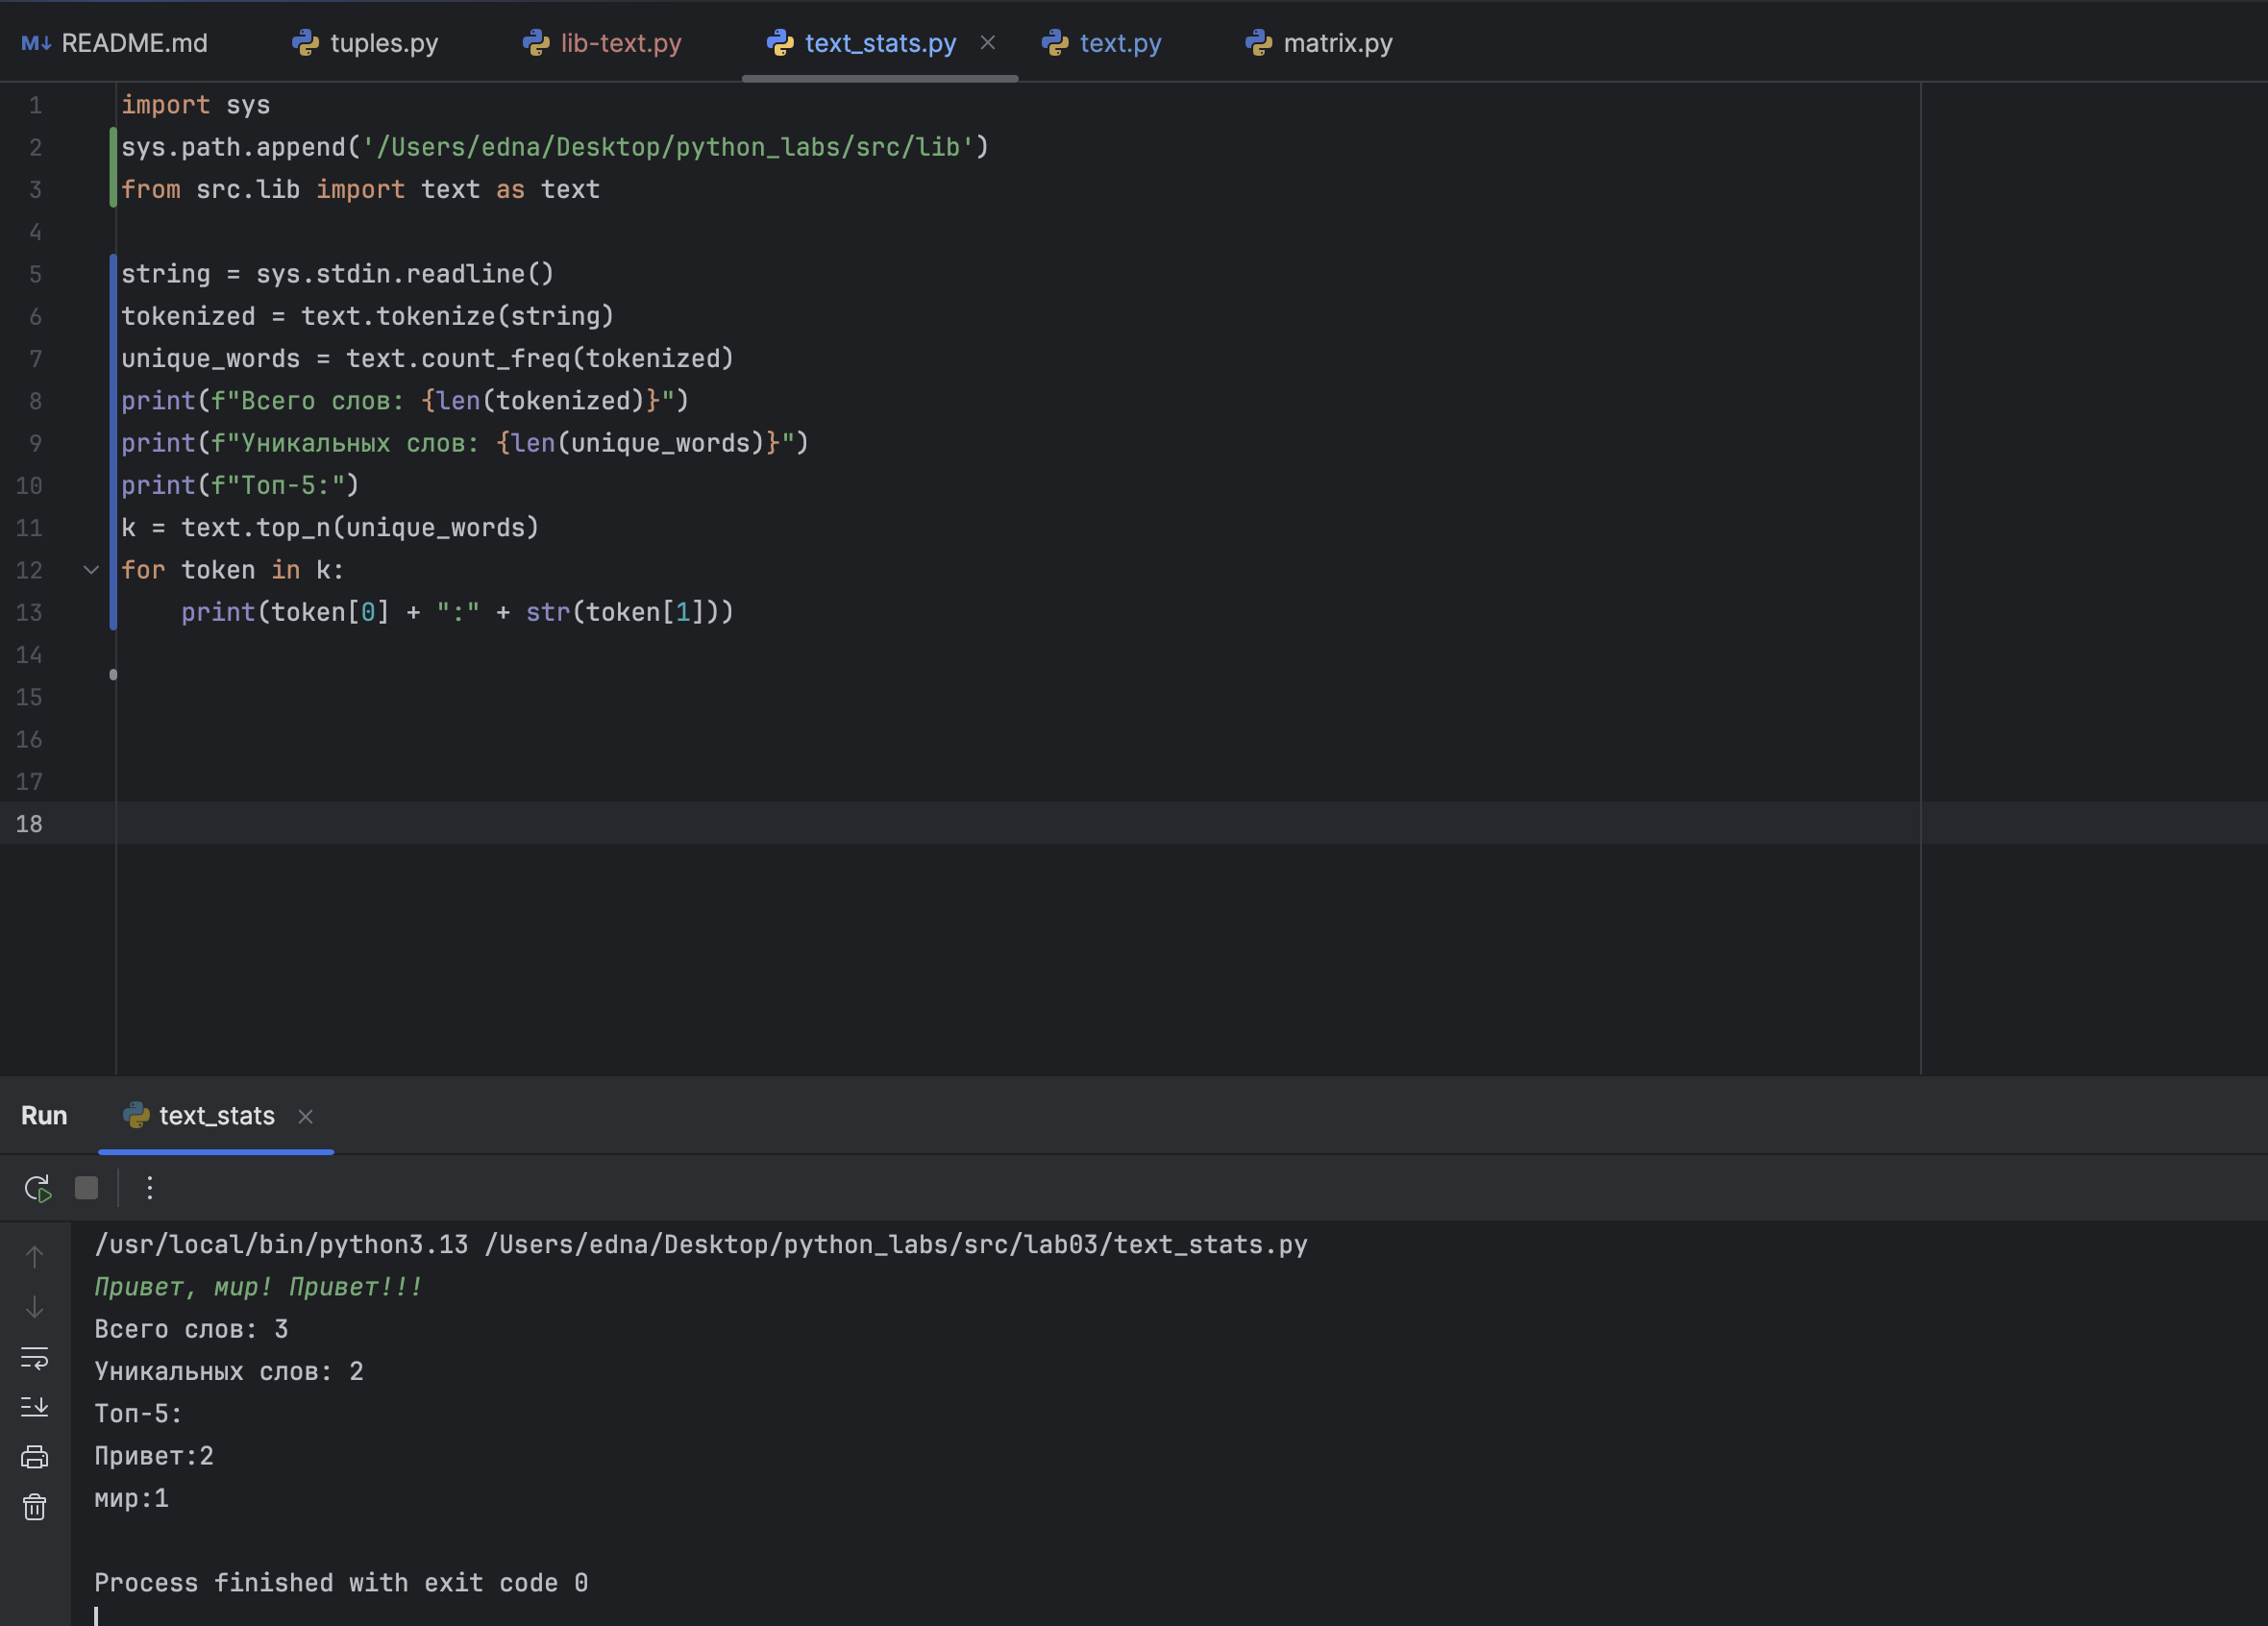 M↓ README.md tuples.py lib-text.py text_stats.py text.py matrix.py
1 import sys
2 sys.path.append('/Users/edna/Desktop/python_labs/src/lib')
3 from src.lib import text as text
4
5 string = sys.stdin.readline()
6 tokenized = text.tokenize(string)
7 unique_words = text.count_freq(tokenized)
8 print(f"Всего слов: {len(tokenized)}")
9 print(f"Уникальных слов: {len(unique_words)}")
10 print(f"Топ-5:")
11 k = text.top_n(unique_words)
12 for token in k:
13 print(token[0] + ":" + str(token[1]))
14
15
16
17
18
Run text_stats
/usr/local/bin/python3.13 /Users/edna/Desktop/python_labs/src/lab03/text_stats.py
Привет, мир! Привет!!!
Всего слов: 3
Уникальных слов: 2
Топ-5:
Привет:2
мир:1
Process finished with exit code 0